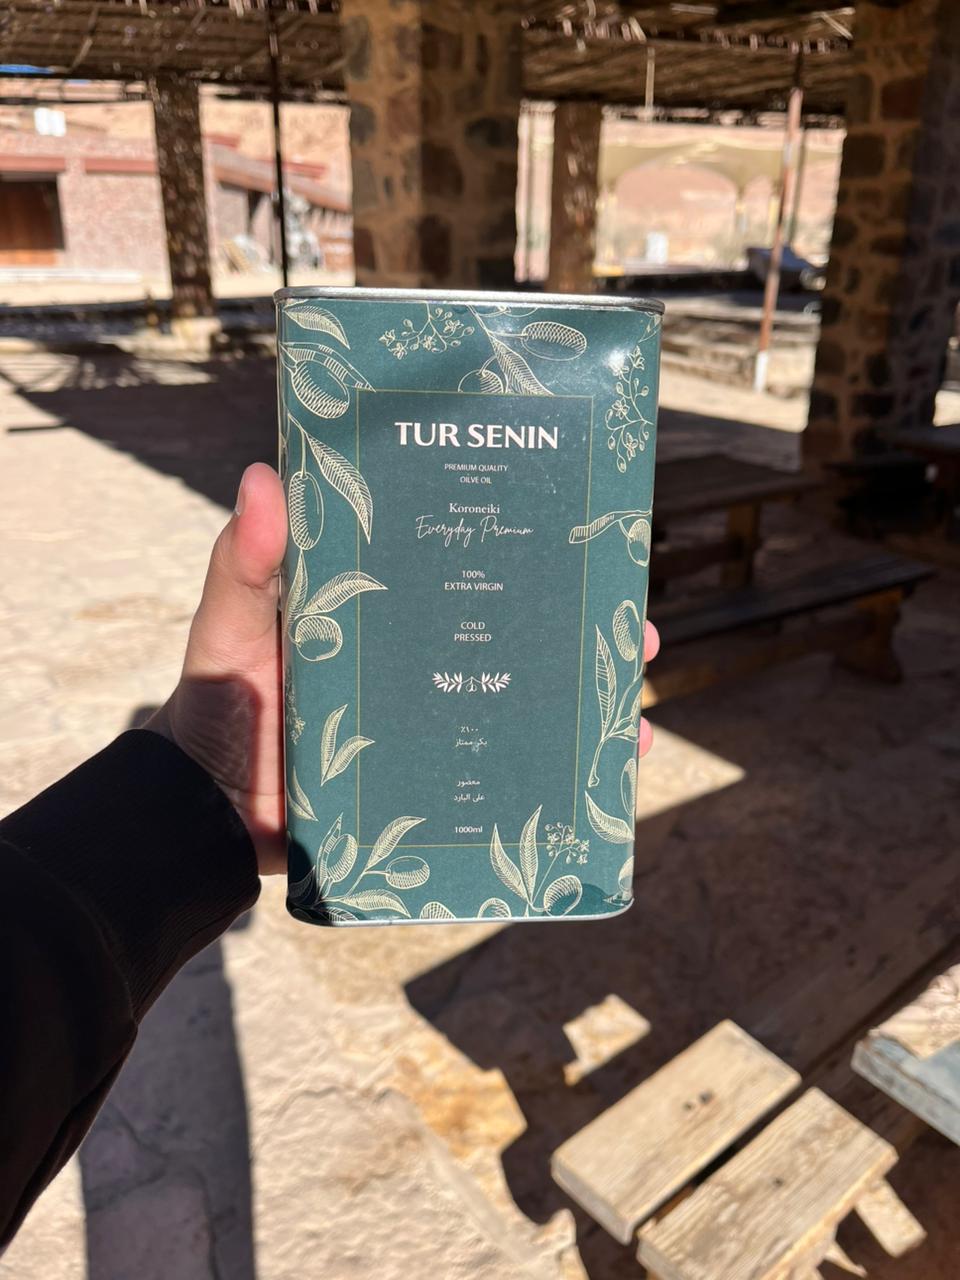 TUR SENIN
PREMIUM QUALITY
OILVE OIL
Koroneiki
Everyday Premium
100%
EXTRA VIRGIN
COLD
PRESSED
٪١٠٠
بكر ممتاز
معصور
على البارد
1000ml